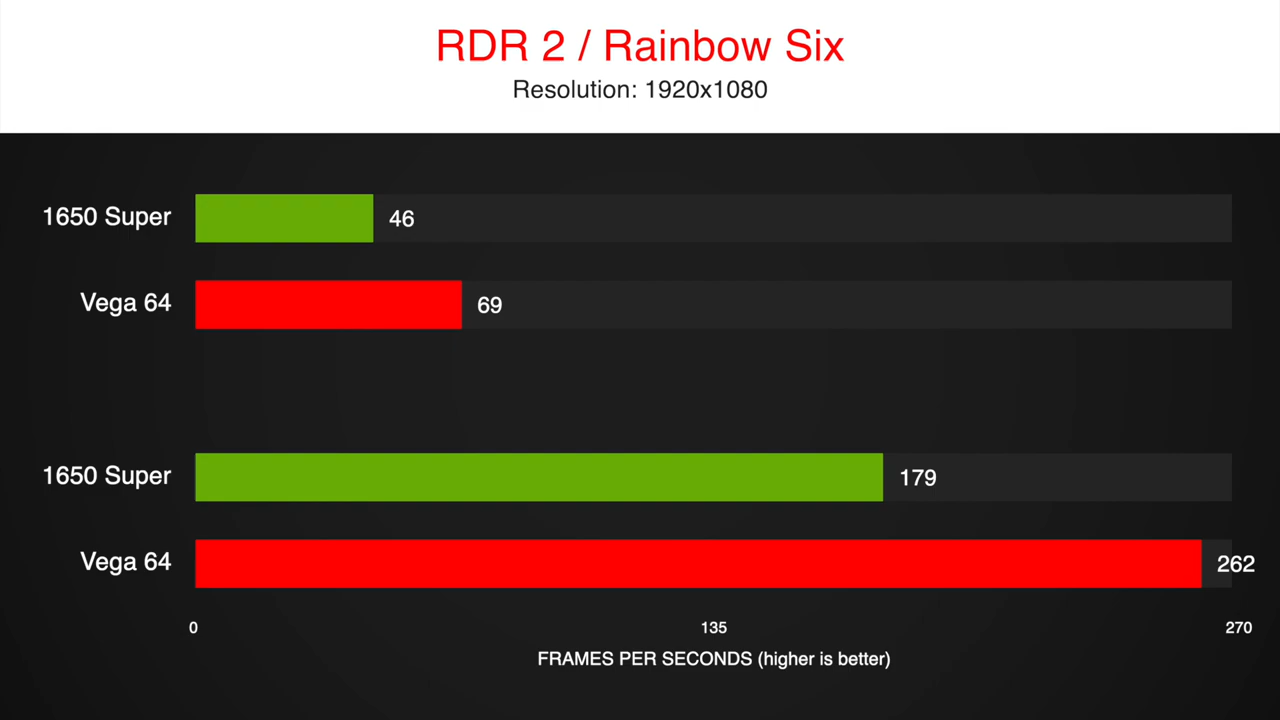 RDR 2 / Rainbow Six
Resolution: 1920x1080
1650 Super 46
Vega 64 69
1650 Super 179
Vega 64 262
0 135 270
FRAMES PER SECONDS (higher is better)